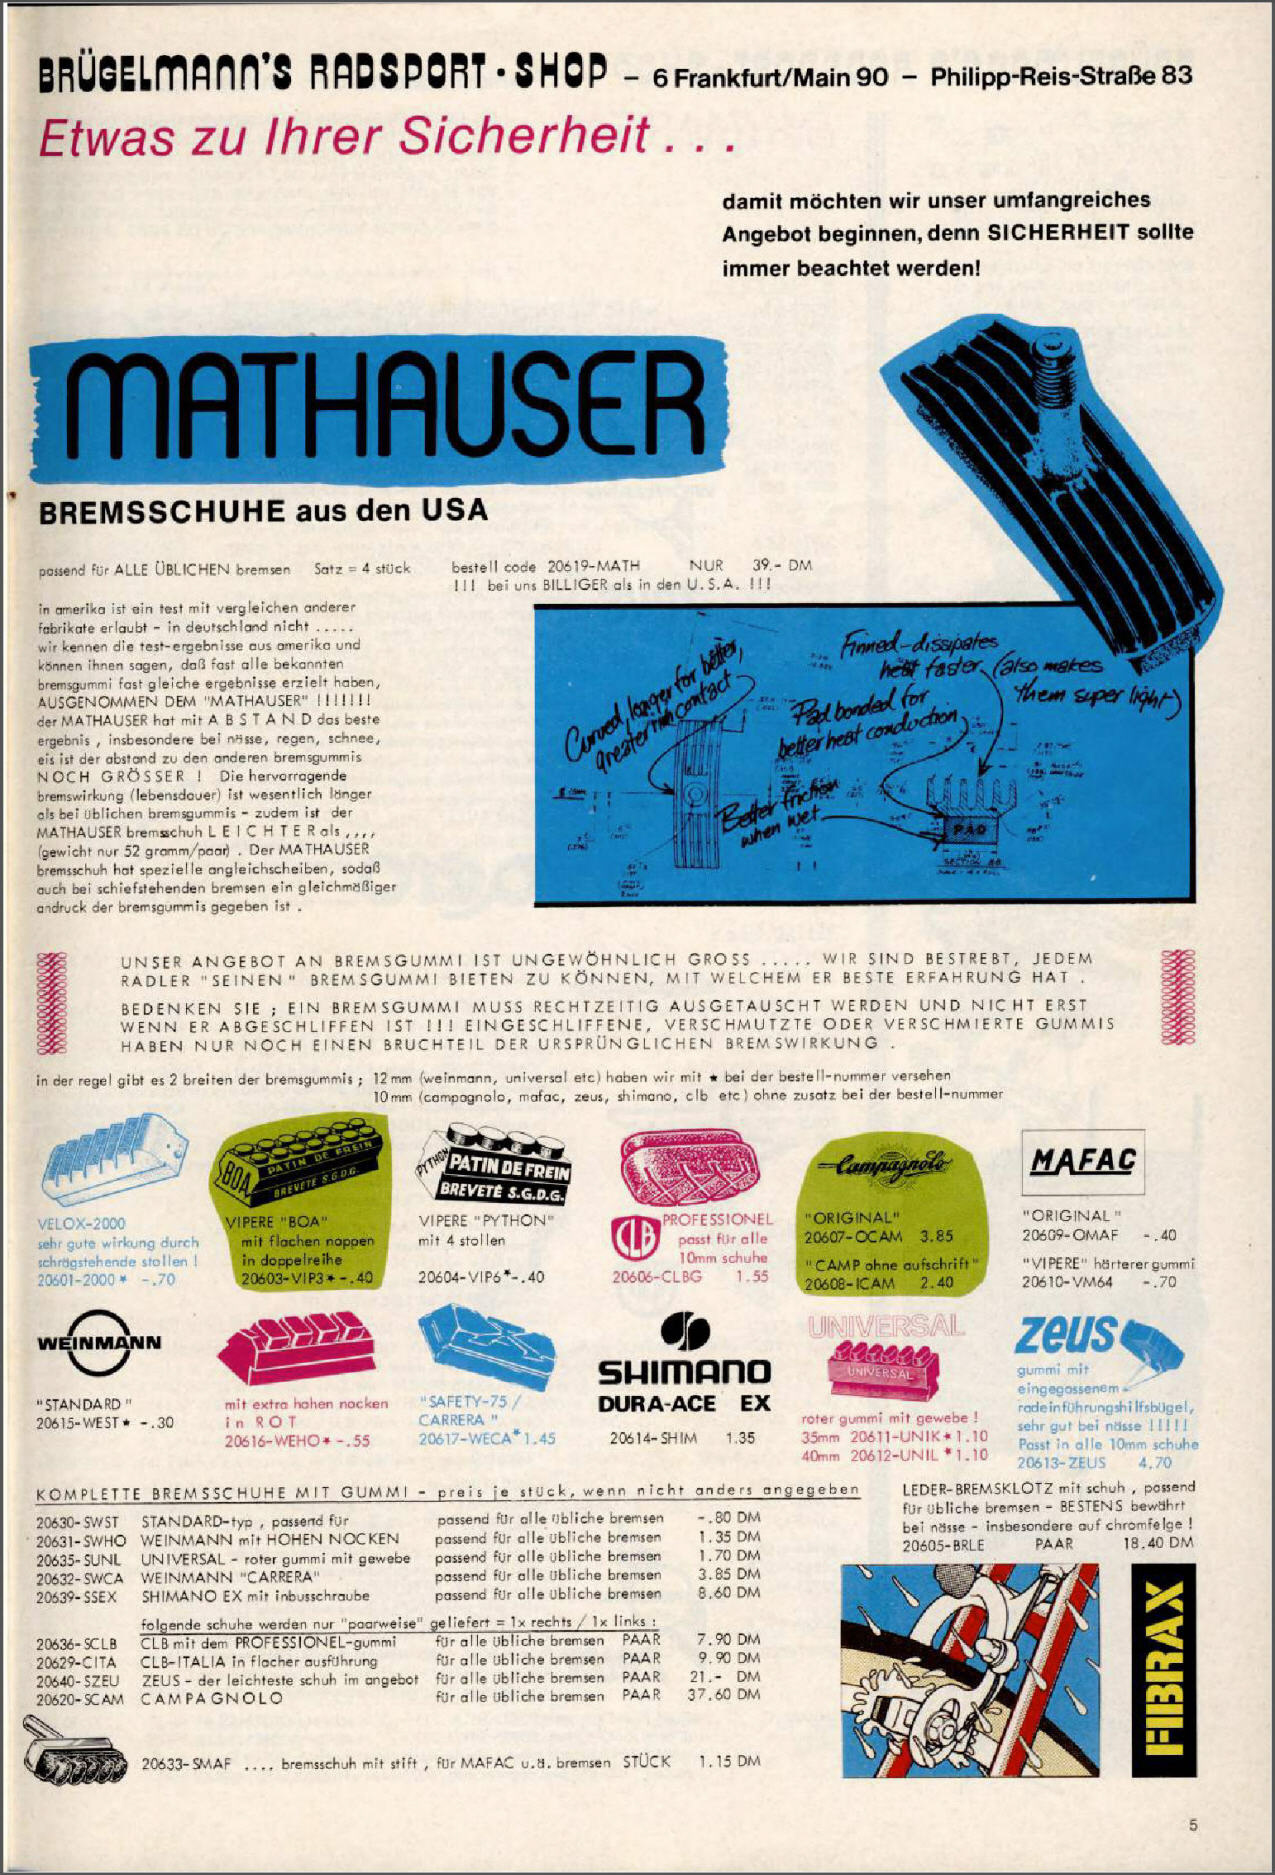 BRÜGELMANN'S RADSPORT · SHOP – 6 Frankfurt/Main 90 – Philipp-Reis-Straße 83
Etwas zu Ihrer Sicherheit . . .
damit möchten wir unser umfangreiches
Angebot beginnen, denn SICHERHEIT sollte
immer beachtet werden!
MATHAUSER
BREMSSCHUHE aus den USA
passend für ALLE ÜBLICHEN bremsen Satz = 4 stück bestell code 20619-MATH NUR 39.- DM
!!! bei uns BILLIGER als in den U.S.A. !!!
in amerika ist ein test mit vergleichen anderer
fabrikate erlaubt - in deutschland nicht .....
wir kennen die test-ergebnisse aus amerika und
können ihnen sagen, daß fast alle bekannten
bremsgummi fast gleiche ergebnisse erzielt haben,
AUSGENOMMEN DEM "MATHAUSER" !!!!!!!
der MATHAUSER hat mit A B S T A N D das beste
ergebnis , insbesondere bei nässe, regen, schnee,
eis ist der abstand zu den anderen bremsgummis
NOCH GRÖSSER ! Die hervorragende
bremswirkung (lebensdauer) ist wesentlich länger
als bei üblichen bremsgummis - zudem ist der
MATHAUSER bremsschuh L E I C H T E R als ,,,,
(gewicht nur 52 gramm/paar) . Der MATHAUSER
bremsschuh hat spezielle angleichscheiben, sodaß
auch bei schiefstehenden bremsen ein gleichmäßiger
andruck der bremsgummis gegeben ist .
Curved, longer for better,
greater rim contact
Finned-dissipates
heat faster (also makes
them super light)
Pad bonded for
better heat conduction
Better friction
when wet
PAD
UNSER ANGEBOT AN BREMSGUMMI IST UNGEWÖHNLICH GROSS ..... WIR SIND BESTREBT, JEDEM
RADLER "SEINEN" BREMSGUMMI BIETEN ZU KÖNNEN, MIT WELCHEM ER BESTE ERFAHRUNG HAT .
BEDENKEN SIE ; EIN BREMSGUMMI MUSS RECHTZEITIG AUSGETAUSCHT WERDEN UND NICHT ERST
WENN ER ABGESCHLIFFEN IST !!! EINGESCHLIFFENE, VERSCHMUTZTE ODER VERSCHMIERTE GUMMIS
HABEN NUR NOCH EINEN BRUCHTEIL DER URSPRÜNGLICHEN BREMSWIRKUNG .
in der regel gibt es 2 breiten der bremsgummis ; 12mm (weinmann, universal etc) haben wir mit * bei der bestell-nummer versehen
10mm (campagnolo, mafac, zeus, shimano, clb etc) ohne zusatz bei der bestell-nummer
VELOX-2000
sehr gute wirkung durch
schrägstehende stollen !
20601-2000 * -.70
BOA
PATIN DE FREIN
BREVETÉ S.G.D.G.
VIPERE "BOA"
mit flachen noppen
in doppelreihe
20603-VIP3* -.40
PYTHON
PATIN DE FREIN
BREVETÉ S.G.D.G.
VIPERE "PYTHON"
mit 4 stollen
20604-VIP6*-.40
CLB
PROFESSIONEL
passt für alle
10mm schuhe
20606-CLBG 1.55
Campagnolo
"ORIGINAL"
20607-OCAM 3.85
"CAMP ohne aufschrift"
20608-ICAM 2.40
MAFAC
"ORIGINAL"
20609-OMAF -.40
"VIPERE" härterer gummi
20610-VM64 -.70
WEINMANN
"STANDARD"
20615-WEST* -.30
mit extra hohen nocken
in R O T
20616-WEHO* -.55
"SAFETY-75 /
CARRERA "
20617-WECA* 1.45
SHIMANO
DURA-ACE EX
20614-SHIM 1.35
UNIVERSAL
UNIVERSAL
roter gummi mit gewebe !
35mm 20611-UNIK* 1.10
40mm 20612-UNIL * 1.10
zeus
gummi mit
eingegossenem
radeinführungshilfsbügel,
sehr gut bei nässe !!!!!
Passt in alle 10mm schuhe
20613-ZEUS 4.70
KOMPLETTE BREMSSCHUHE MIT GUMMI - preis je stück, wenn nicht anders angegeben
20630-SWST STANDARD-typ , passend für passend für alle übliche bremsen -.80 DM
20631-SWHO WEINMANN mit HOHEN NOCKEN passend für alle übliche bremsen 1.35 DM
20635-SUNL UNIVERSAL - roter gummi mit gewebe passend für alle übliche bremsen 1.70 DM
20632-SWCA WEINMANN "CARRERA" passend für alle übliche bremsen 3.85 DM
20639-SSEX SHIMANO EX mit inbusschraube passend für alle übliche bremsen 8.60 DM
folgende schuhe werden nur "paarweise" geliefert = 1x rechts / 1x links :
20636-SCLB CLB mit dem PROFESSIONEL-gummi für alle übliche bremsen PAAR 7.90 DM
20629-CITA CLB-ITALIA in flacher ausführung für alle übliche bremsen PAAR 9.90 DM
20640-SZEU ZEUS - der leichteste schuh im angebot für alle übliche bremsen PAAR 21.- DM
20620-SCAM CAMPAGNOLO für alle übliche bremsen PAAR 37.60 DM
20633-SMAF .... bremsschuh mit stift , für MAFAC u.ä. bremsen STÜCK 1.15 DM
LEDER-BREMSKLOTZ mit schuh , passend
für übliche bremsen - BESTENS bewährt
bei nässe - insbesondere auf chromfelge !
20605-BRLE PAAR 18.40 DM
FIBRAX
5